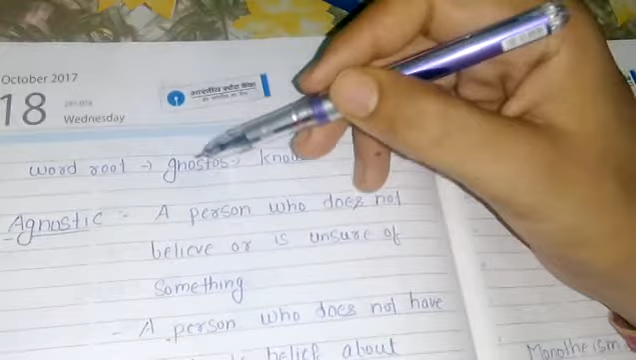 October 2017
18
Wednesday
भारतीय स्टेट बैंक
word root → gnostos → know
Agnostic - A person who does not
believe or is unsure of
something
- A person who does not have
belief about
Monotheism